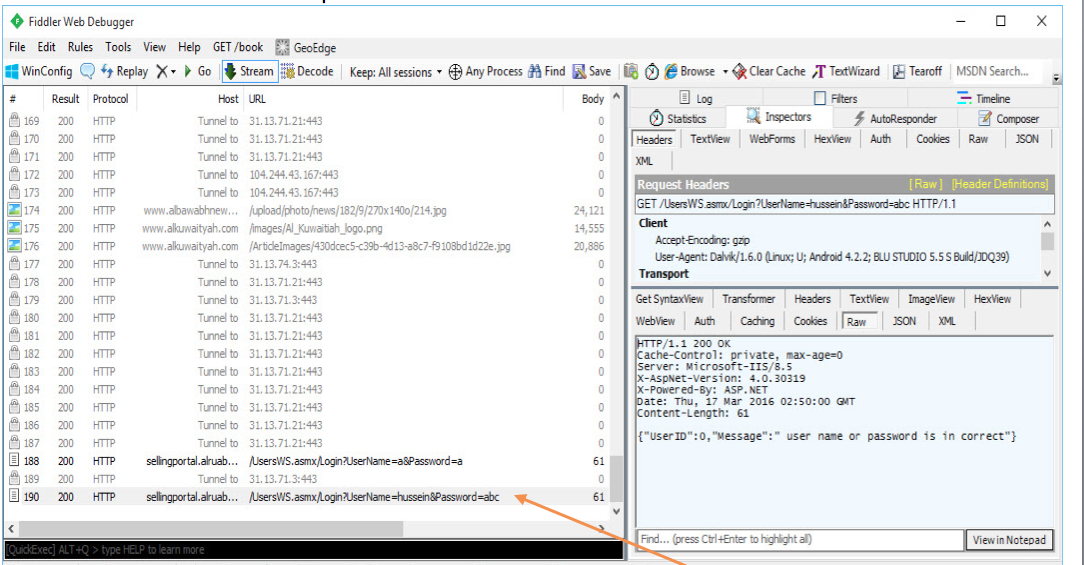 Fiddler Web Debugger
File Edit Rules Tools View Help GET /book GeoEdge
WinConfig Replay X Go Stream Decode Keep: All sessions Any Process Find Save Browse Clear Cache TextWizard Tearoff MSDN Search...
# Result Protocol Host URL Body
169 200 HTTP Tunnel to 31.13.71.21:443 0
170 200 HTTP Tunnel to 31.13.71.21:443 0
171 200 HTTP Tunnel to 31.13.71.21:443 0
172 200 HTTP Tunnel to 104.244.43.167:443 0
173 200 HTTP Tunnel to 104.244.43.167:443 0
174 200 HTTP www.albawabhnew... /upload/photo/news/182/9/270x140o/214.jpg 24,121
175 200 HTTP www.alkuwaityah.com /images/Al_Kuwaitiah_logo.png 14,555
176 200 HTTP www.alkuwaityah.com /ArticleImages/430dcec5-c39b-4d13-a8c7-f9108bd1d22e.jpg 20,886
177 200 HTTP Tunnel to 31.13.74.3:443 0
178 200 HTTP Tunnel to 31.13.71.21:443 0
179 200 HTTP Tunnel to 31.13.71.3:443 0
180 200 HTTP Tunnel to 31.13.71.21:443 0
181 200 HTTP Tunnel to 31.13.71.21:443 0
182 200 HTTP Tunnel to 31.13.71.21:443 0
183 200 HTTP Tunnel to 31.13.71.21:443 0
184 200 HTTP Tunnel to 31.13.71.21:443 0
185 200 HTTP Tunnel to 31.13.71.21:443 0
186 200 HTTP Tunnel to 31.13.71.21:443 0
187 200 HTTP Tunnel to 31.13.71.21:443 0
188 200 HTTP sellingportal.alruab... /UsersWS.asmx/Login?UserName=a&Password=a 61
189 200 HTTP Tunnel to 31.13.71.3:443 0
190 200 HTTP sellingportal.alruab... /UsersWS.asmx/Login?UserName=hussein&Password=abc 61
[QuickExec] ALT+Q > type HELP to learn more
Log Filters Timeline
Statistics Inspectors AutoResponder Composer
Headers TextView WebForms HexView Auth Cookies Raw JSON
XML
Request Headers [ Raw ] [Header Definitions]
GET /UsersWS.asmx/Login?UserName=hussein&Password=abc HTTP/1.1
Client
Accept-Encoding: gzip
User-Agent: Dalvik/1.6.0 (Linux; U; Android 4.2.2; BLU STUDIO 5.5 S Build/JDQ39)
Transport
Get SyntaxView Transformer Headers TextView ImageView HexView
WebView Auth Caching Cookies Raw JSON XML
HTTP/1.1 200 OK
Cache-Control: private, max-age=0
Server: Microsoft-IIS/8.5
X-AspNet-Version: 4.0.30319
X-Powered-By: ASP.NET
Date: Thu, 17 Mar 2016 02:50:00 GMT
Content-Length: 61
{"UserID":0,"Message":" user name or password is in correct"}
Find... (press Ctrl+Enter to highlight all) View in Notepad